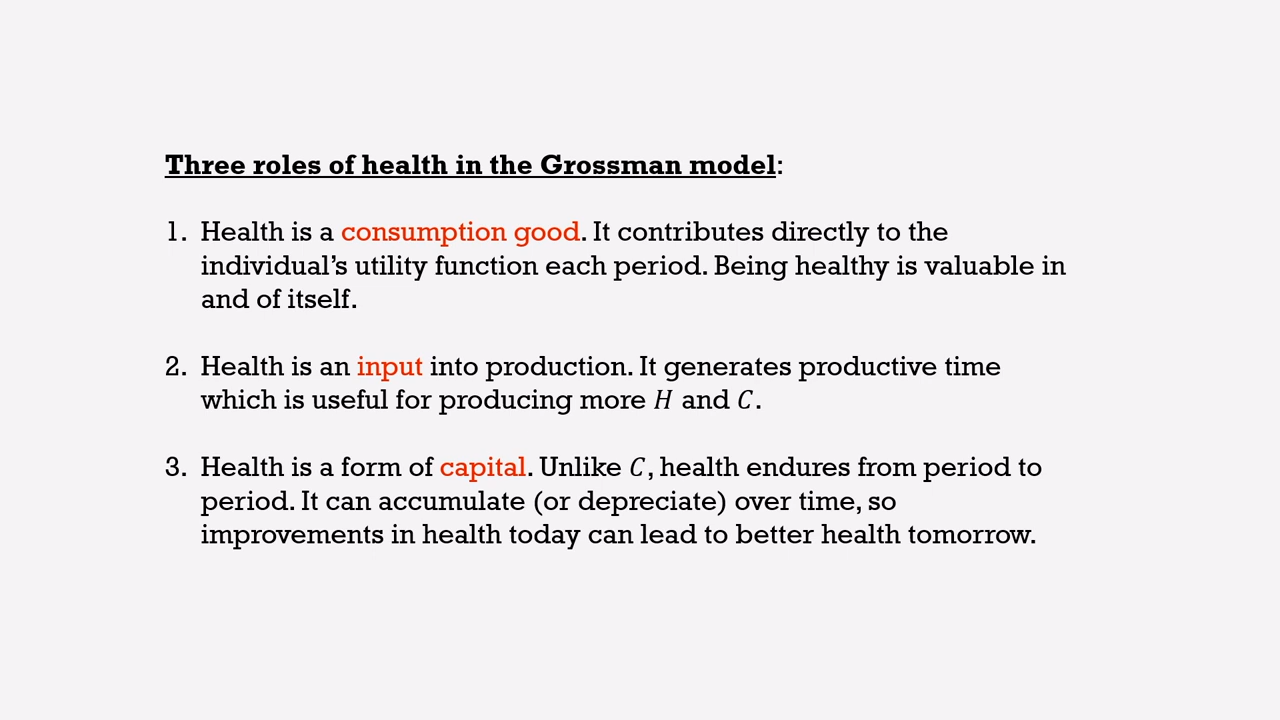 Three roles of health in the Grossman model:
1. Health is a consumption good. It contributes directly to the
individual’s utility function each period. Being healthy is valuable in
and of itself.
2. Health is an input into production. It generates productive time
which is useful for producing more H and C.
3. Health is a form of capital. Unlike C, health endures from period to
period. It can accumulate (or depreciate) over time, so
improvements in health today can lead to better health tomorrow.